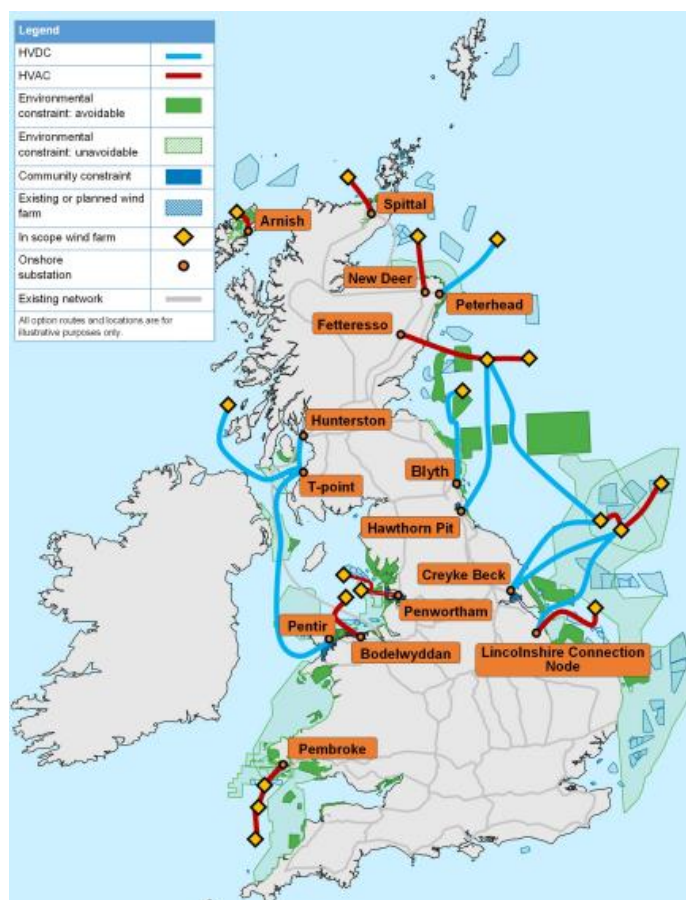 Legend
HVDC
HVAC
Environmental
constraint: avoidable
Environmental
constraint: unavoidable
Community constraint
Existing or planned wind
farm
In scope wind farm
Onshore
substation
Existing network
All option routes and locations are for
illustrative purposes only.
Spittal
Arnish
New Deer
Peterhead
Fetteresso
Hunterston
Blyth
T-point
Hawthorn Pit
Creyke Beck
Penwortham
Pentir
Bodelwyddan
Lincolnshire Connection
Node
Pembroke